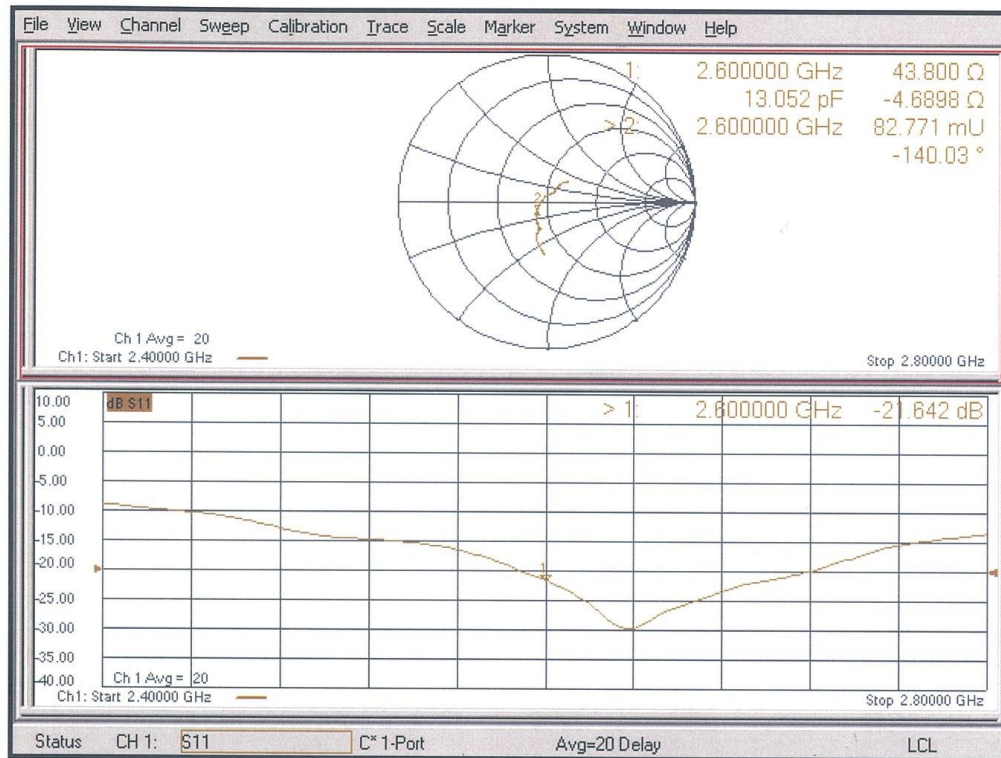 File View Channel Sweep Calibration Trace Scale Marker System Window Help
1: 2.600000 GHz 43.800 Ω
13.052 pF -4.6898 Ω
> 2: 2.600000 GHz 82.771 mU
-140.03 °
2
Ch 1 Avg = 20
Ch1: Start 2.40000 GHz Stop 2.80000 GHz
10.00 dB S11 > 1: 2.600000 GHz -21.642 dB
5.00
0.00
-5.00
-10.00
-15.00
-20.00 1
-25.00
-30.00
-35.00
-40.00 Ch 1 Avg = 20
Ch1: Start 2.40000 GHz Stop 2.80000 GHz
Status CH 1: S11 C* 1-Port Avg=20 Delay LCL